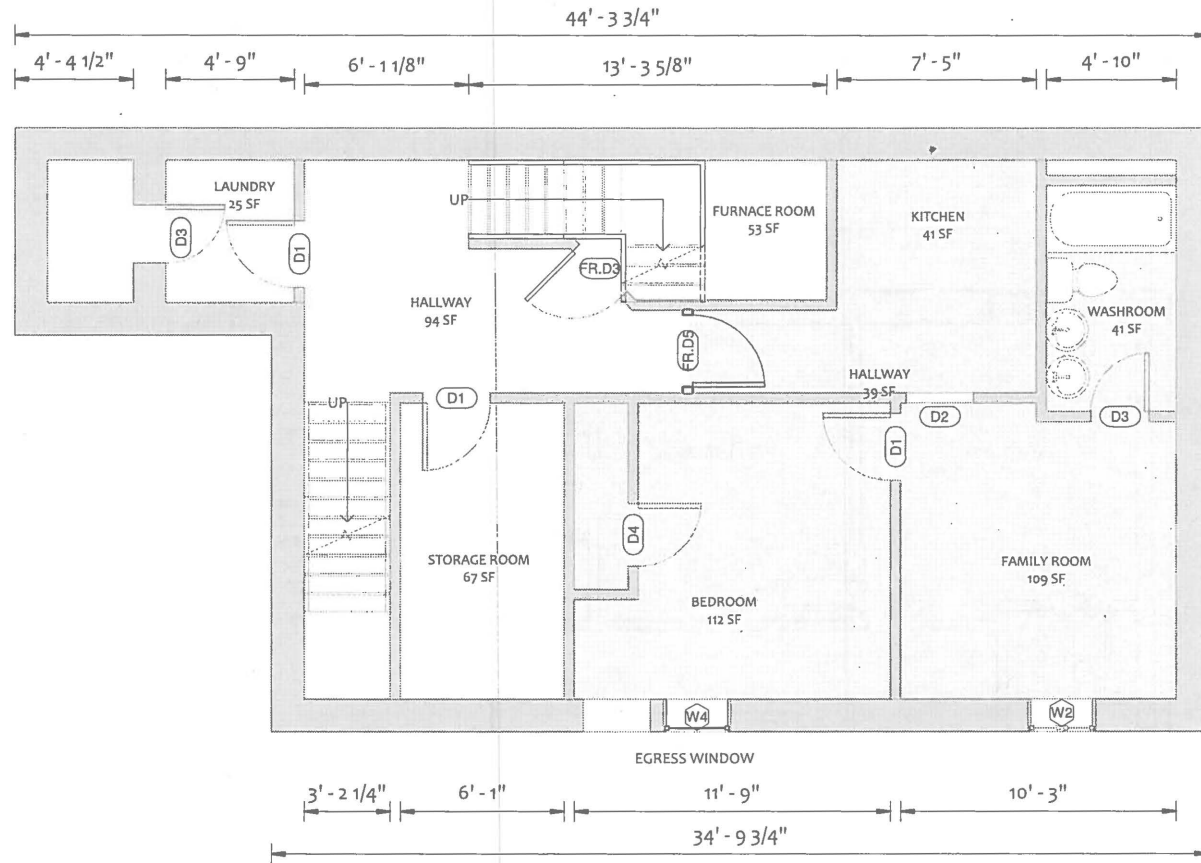 44' - 3 3/4"
4' - 4 1/2"
4' - 9"
6' - 1 1/8"
13' - 3 5/8"
7' - 5"
4' - 10"
LAUNDRY
25 SF
UP
FURNACE ROOM
53 SF
KITCHEN
41 SF
D3
D1
FR.D3
HALLWAY
94 SF
WASHROOM
41 SF
FR.D5
HALLWAY
39 SF
UP
D1
D2
D3
D1
D4
STORAGE ROOM
67 SF
FAMILY ROOM
109 SF
BEDROOM
112 SF
W4
W2
EGRESS WINDOW
3' - 2 1/4"
6' - 1"
11' - 9"
10' - 3"
34' - 9 3/4"